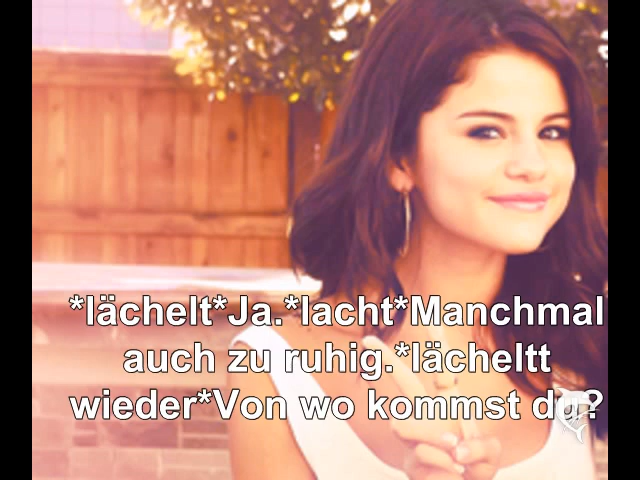 *lächelt*Ja.*lacht*Manchmal
auch zu ruhig.*lächeltt
wieder*Von wo kommst du?